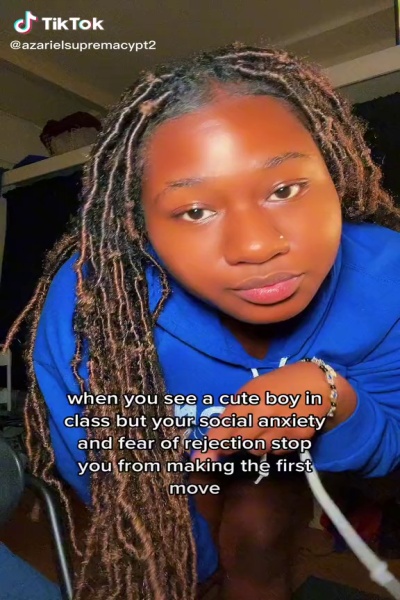 TikTok
@azarielsupremacypt2
when you see a cute boy in
class but your social anxiety
and fear of rejection stop
you from making the first
move